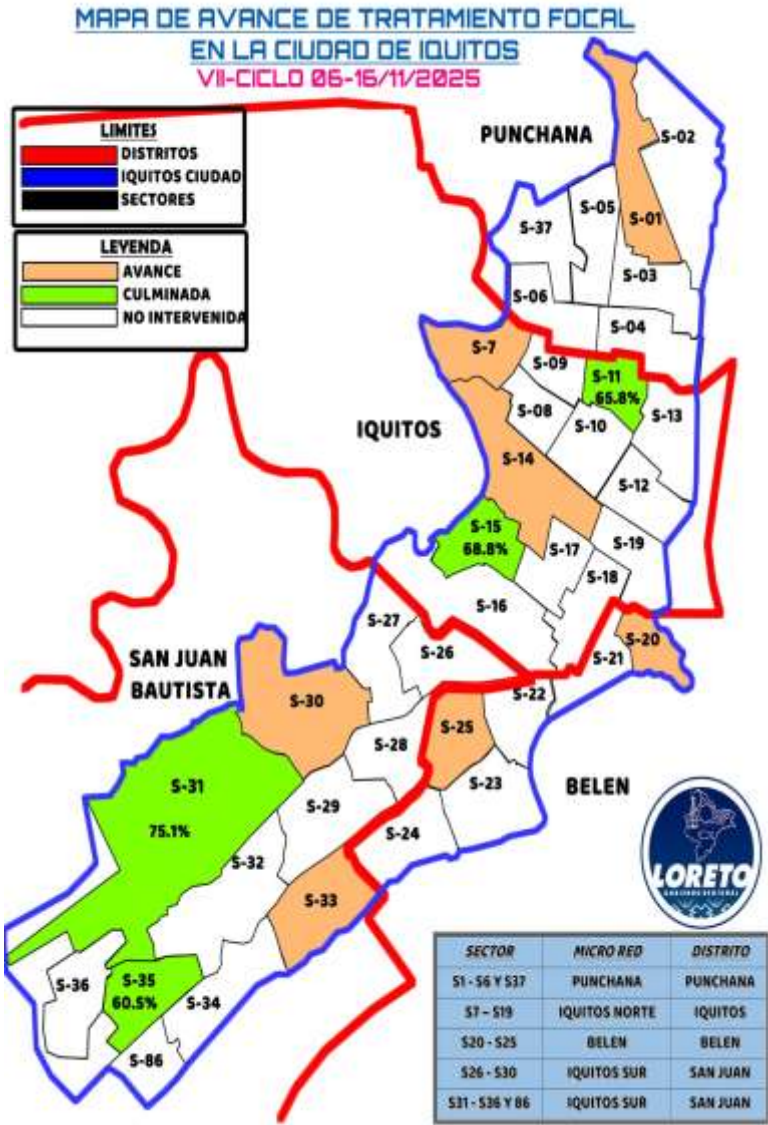 MAPA DE AVANCE DE TRATAMIENTO FOCAL
EN LA CIUDAD DE IQUITOS
VII-CICLO 06-16/11/2025
LIMITES
DISTRITOS
IQUITOS CIUDAD
SECTORES
LEYENDA
AVANCE
CULMINADA
NO INTERVENIDA
PUNCHANA
S-02
S-05
S-37
S-01
S-03
S-06
S-04
S-7
S-09
S-11
65.8%
S-08
S-10
S-13
IQUITOS
S-14
S-12
S-15
68.8%
S-17
S-19
S-18
S-16
S-27
S-26
S-20
S-21
SAN JUAN
BAUTISTA
S-30
S-22
S-25
S-28
S-31
75.1%
S-29
S-23
BELEN
S-24
S-32
S-33
S-36
S-35
60.5%
S-34
S-86
LORETO
GOBIERNO REGIONAL
SECTOR MICRO RED DISTRITO
S1 - S6 Y S37 PUNCHANA PUNCHANA
S7 – S19 IQUITOS NORTE IQUITOS
S20 - S25 BELEN BELEN
S26 - S30 IQUITOS SUR SAN JUAN
S31 - S36 Y 86 IQUITOS SUR SAN JUAN